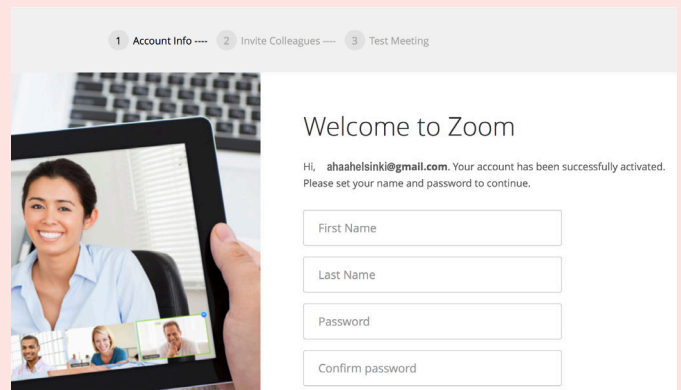 1 Account Info ---- 2 Invite Colleagues ---- 3 Test Meeting
Welcome to Zoom
Hi, ahaahelsinki@gmail.com. Your account has been successfully activated.
Please set your name and password to continue.
First Name
Last Name
Password
Confirm password